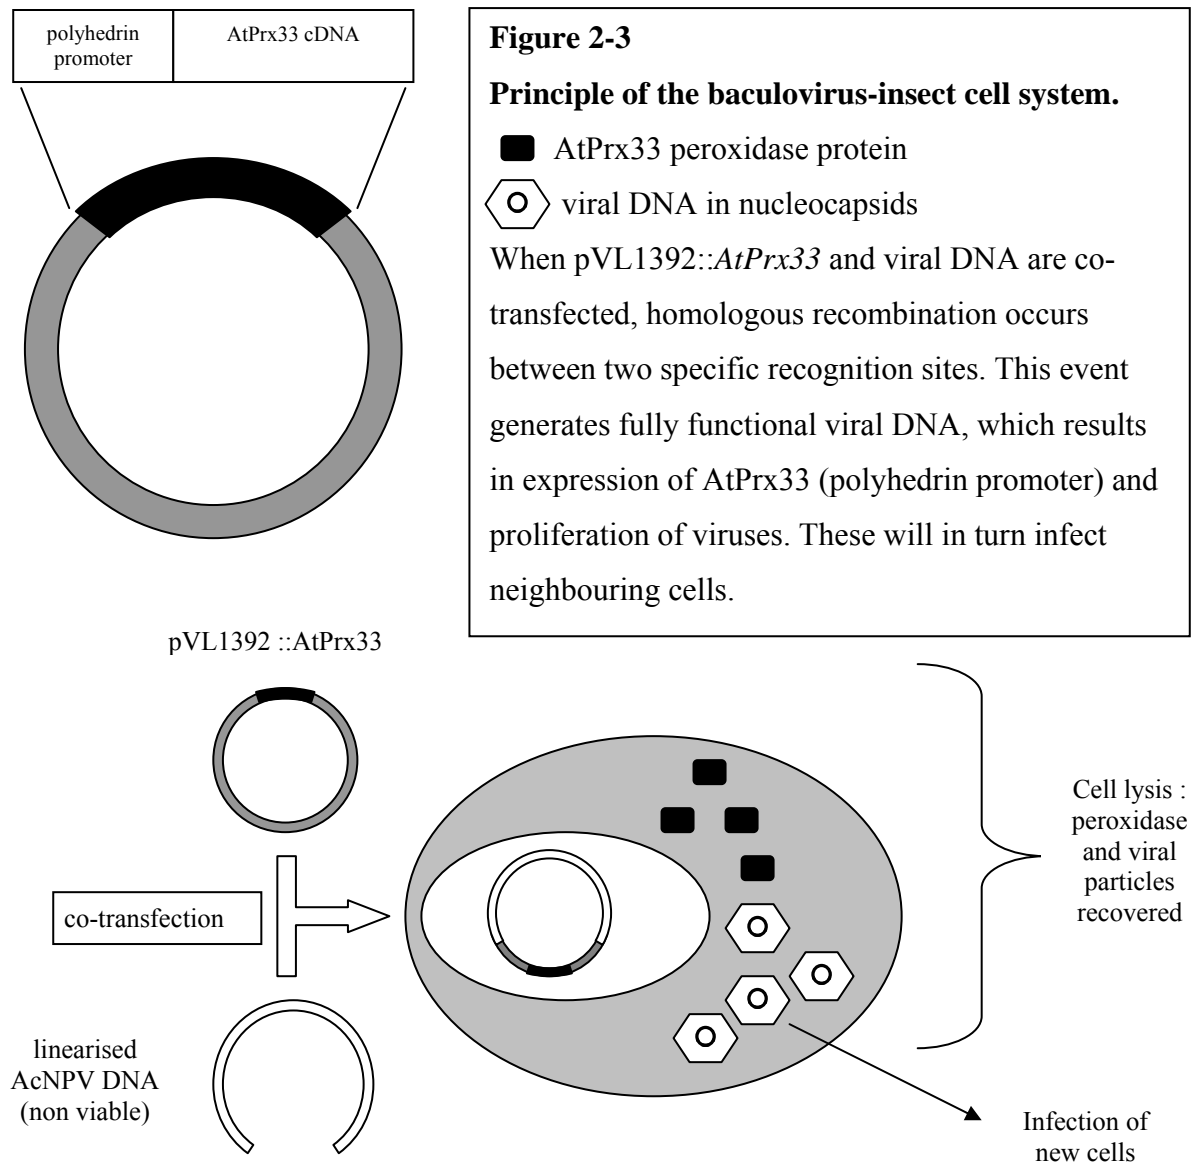 polyhedrin
promoter
AtPrx33 cDNA
Figure 2-3
Principle of the baculovirus-insect cell system.
AtPrx33 peroxidase protein
viral DNA in nucleocapsids
When pVL1392::AtPrx33 and viral DNA are co-
transfected, homologous recombination occurs
between two specific recognition sites. This event
generates fully functional viral DNA, which results
in expression of AtPrx33 (polyhedrin promoter) and
proliferation of viruses. These will in turn infect
neighbouring cells.
pVL1392 ::AtPrx33
co-transfection
Cell lysis :
peroxidase
and viral
particles
recovered
linearised
AcNPV DNA
(non viable)
Infection of
new cells